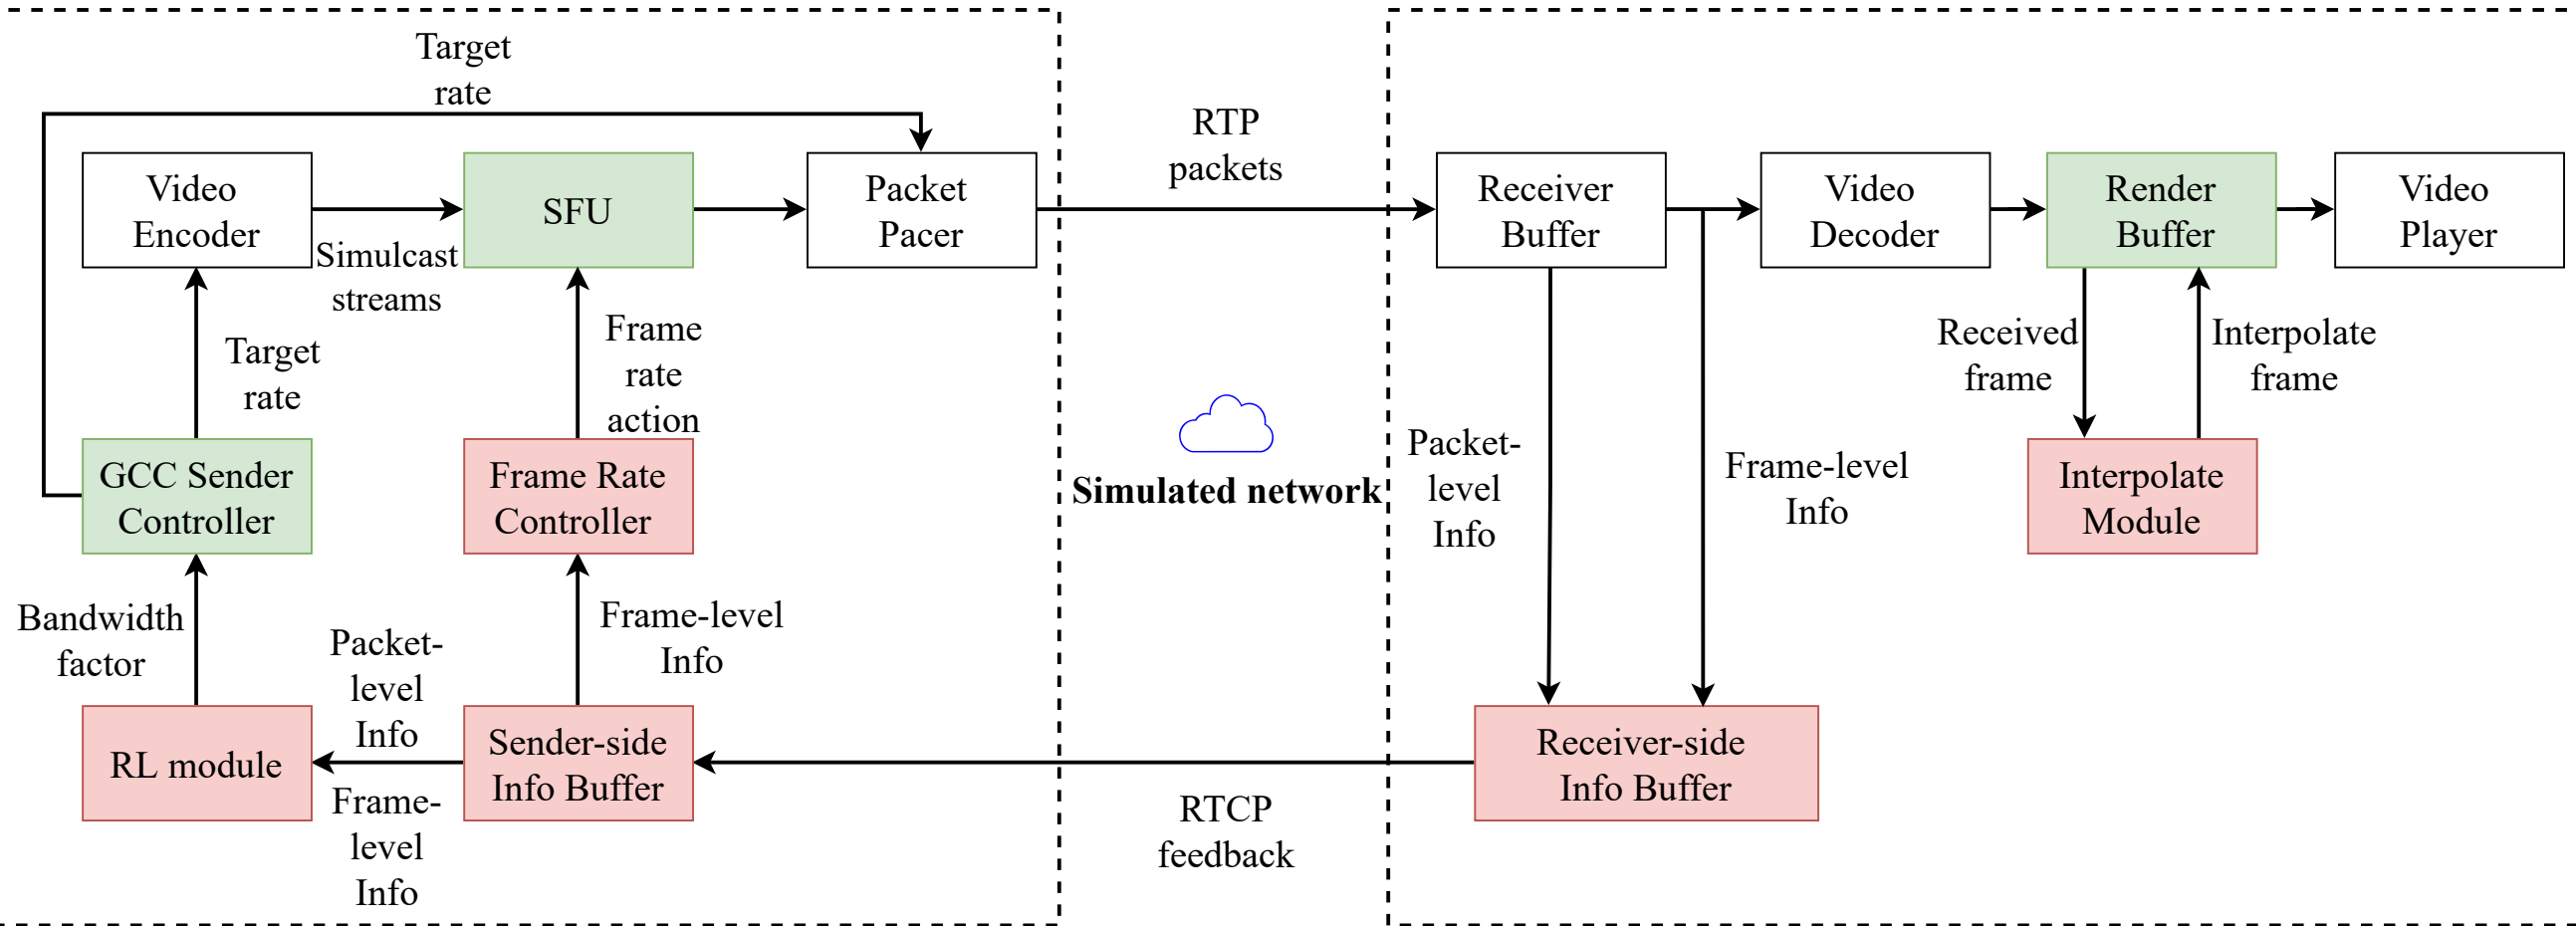 Target
rate
Video
Encoder
Simulcast
streams
SFU
Packet
Pacer
RTP
packets
Receiver
Buffer
Video
Decoder
Render
Buffer
Video
Player
Target
rate
Frame
rate
action
Received
frame
Interpolate
frame
GCC Sender
Controller
Frame Rate
Controller
Simulated network
Packet-
level
Info
Frame-level
Info
Interpolate
Module
Bandwidth
factor
Packet-
level
Info
Frame-level
Info
RL module
Frame-
level
Info
Sender-side
Info Buffer
RTCP
feedback
Receiver-side
Info Buffer